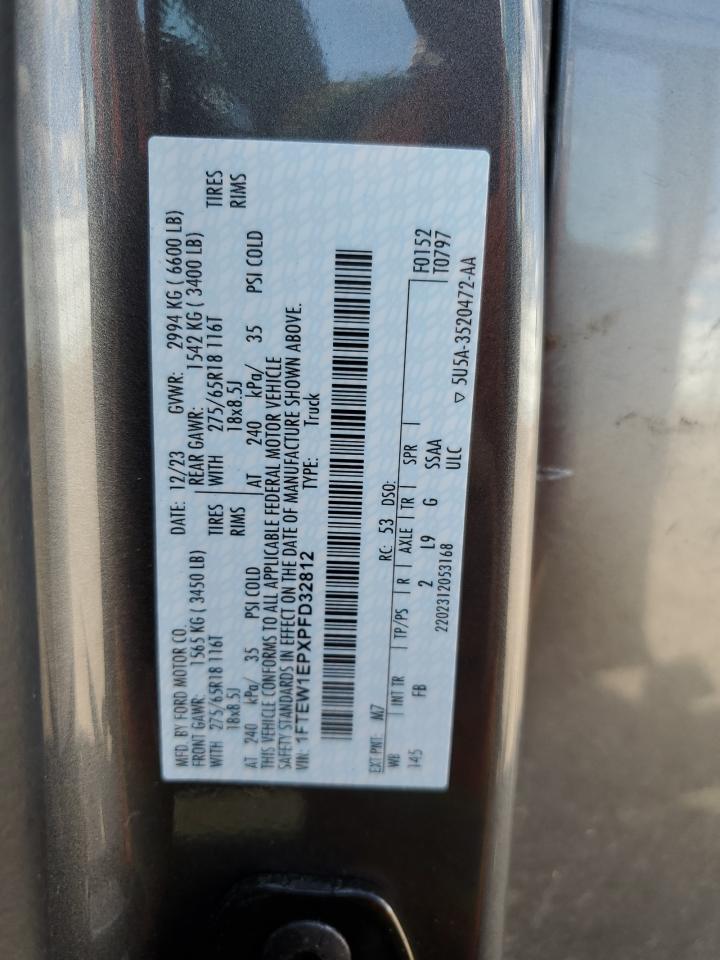 MFD. BY FORD MOTOR CO. DATE: 12/23 GVWR: 2994 KG ( 6600 LB)
FRONT GAWR: 1565 KG ( 3450 LB) REAR GAWR: 1542 KG ( 3400 LB)
WITH 275/65R18 116T TIRES WITH 275/65R18 116T TIRES
18x8.5J RIMS 18x8.5J RIMS
AT 240 kPa/ 35 PSI COLD AT 240 kPa/ 35 PSI COLD
THIS VEHICLE CONFORMS TO ALL APPLICABLE FEDERAL MOTOR VEHICLE
SAFETY STANDARDS IN EFFECT ON THE DATE OF MANUFACTURE SHOWN ABOVE.
VIN: 1FTEW1EPXPFD32812 TYPE: Truck
EXT PNT: M7 RC: 53 DSO: F0152
WB INT TR TP/PS R AXLE TR SPR T0797
145 FB 2 L9 G SSAA
2202312053168 ULC
▽ 5U5A-3520472-AA